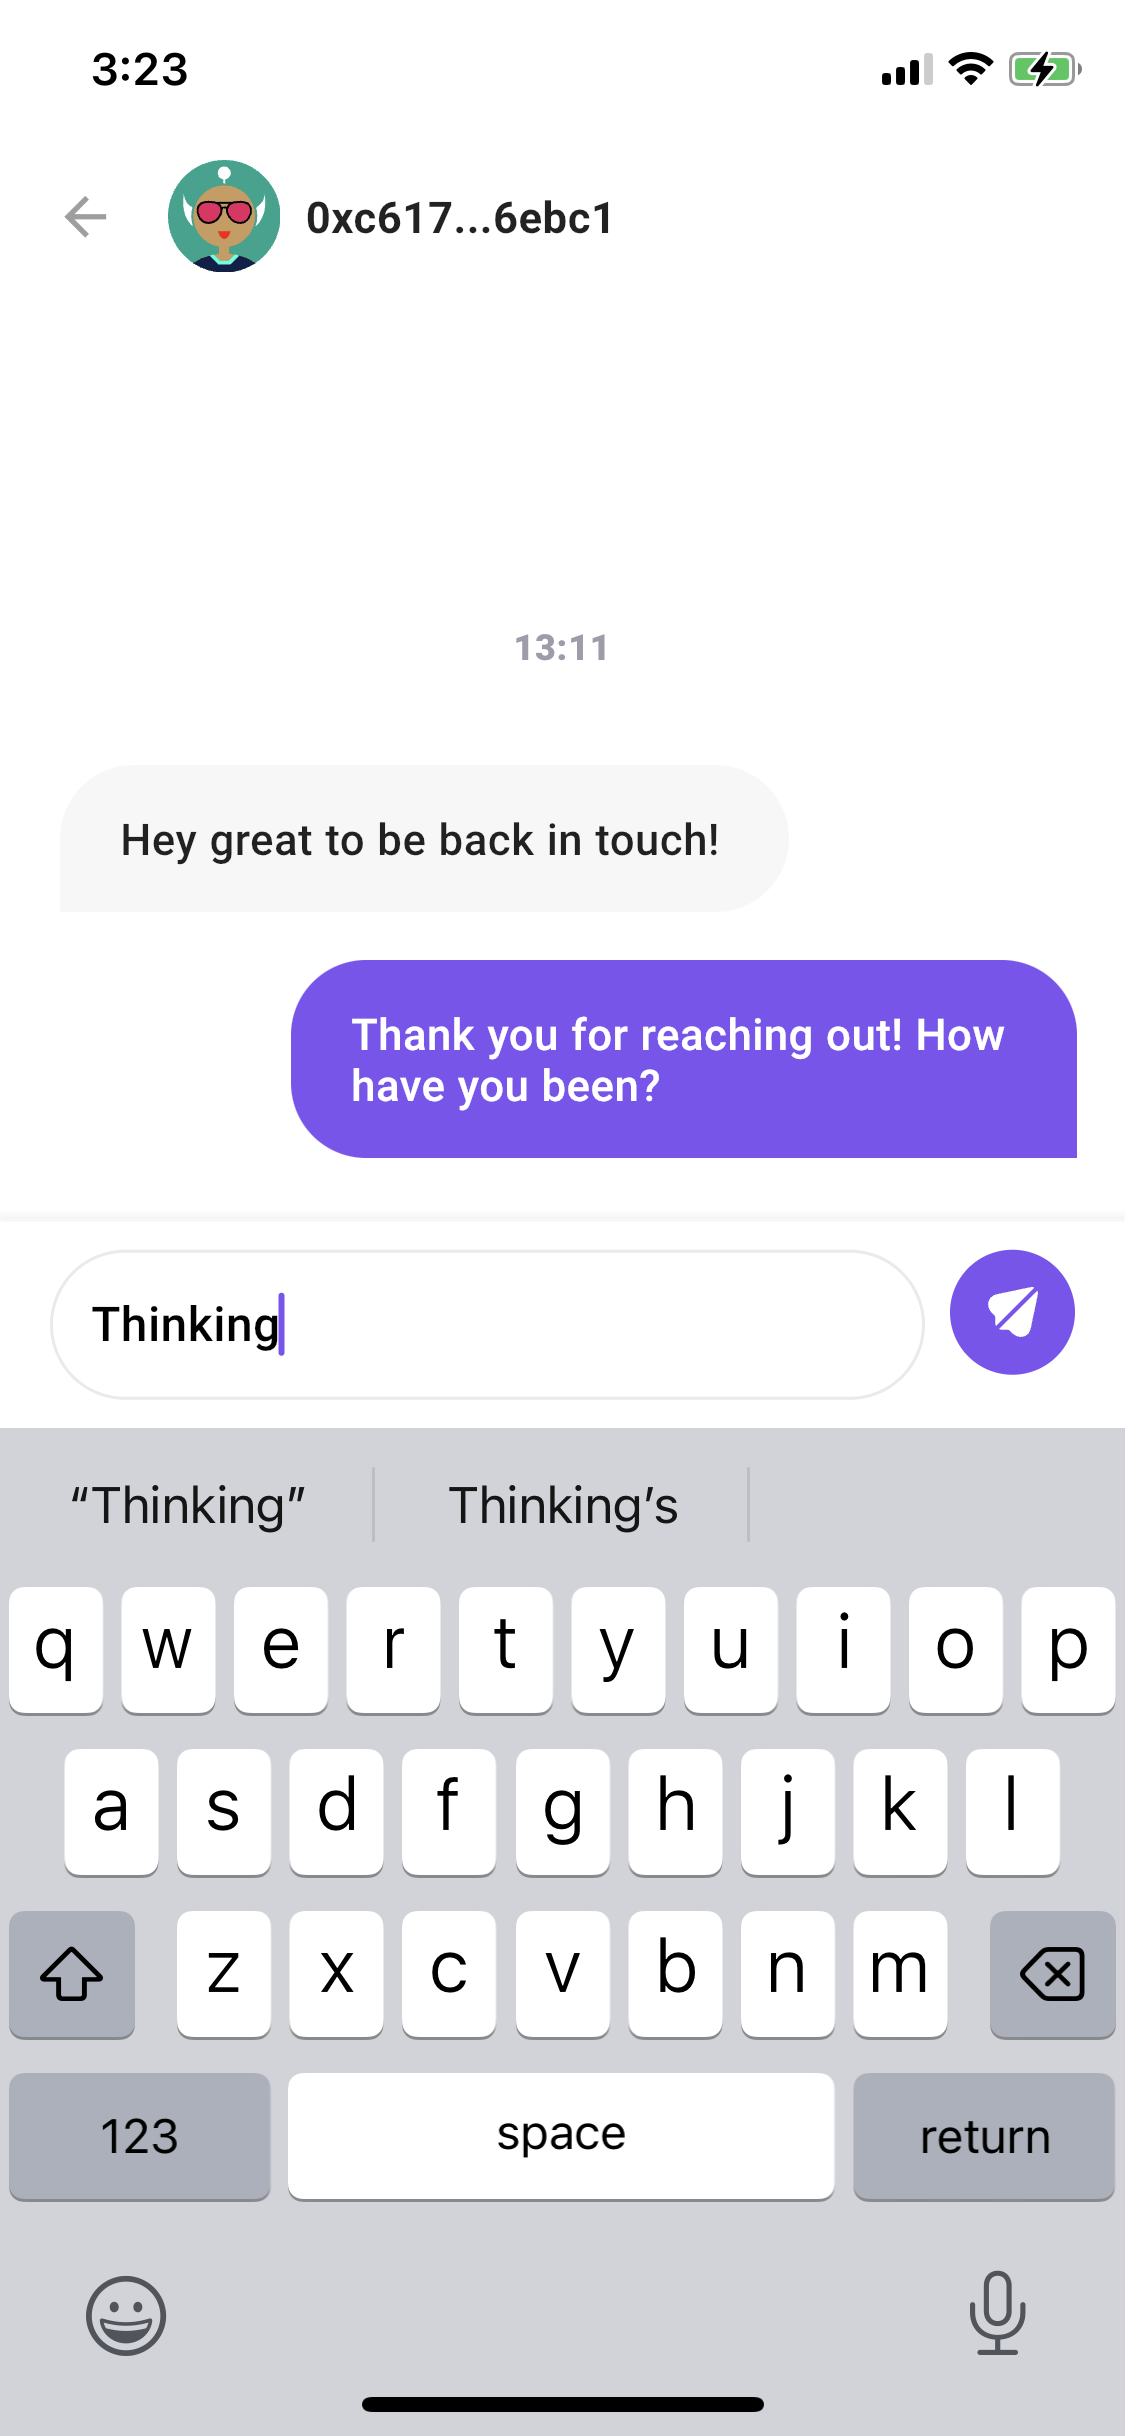 3:23
0xc617...6ebc1
13:11
Hey great to be back in touch!
Thank you for reaching out! How
have you been?
Thinking
“Thinking” Thinking’s
q w e r t y u i o p
a s d f g h j k l
z x c v b n m
123 space return